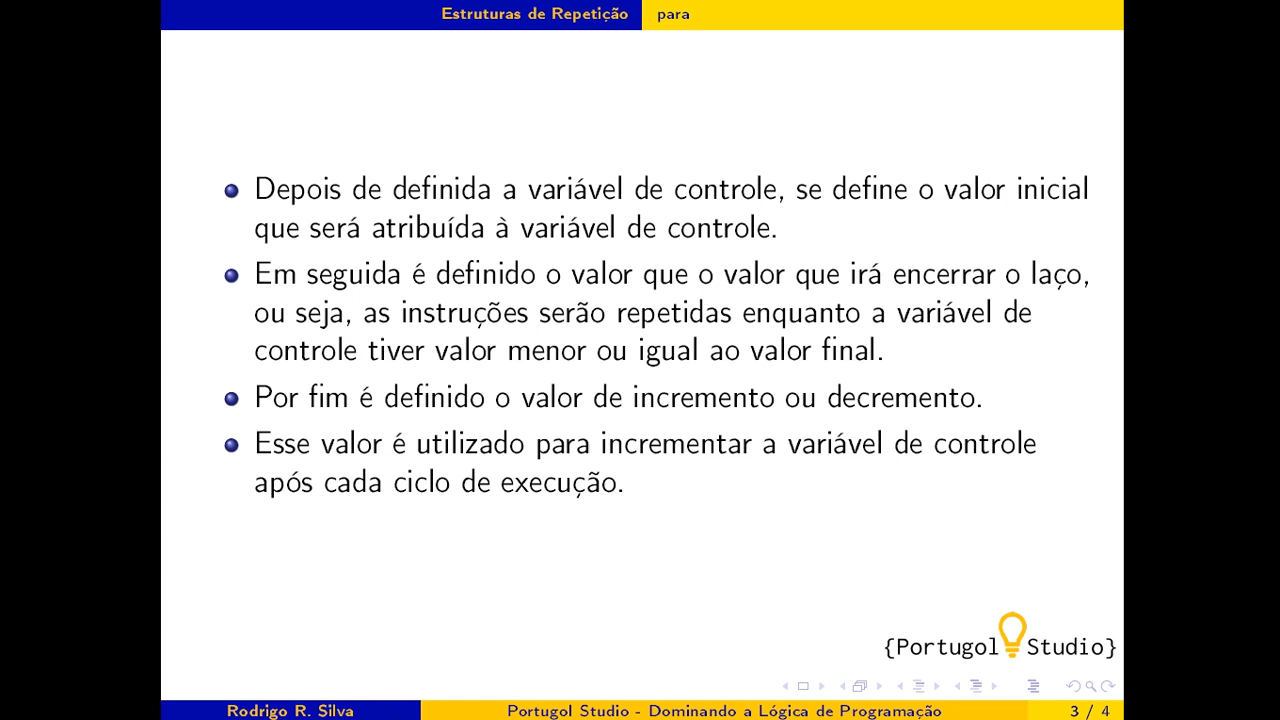 Estruturas de Repetição para
Depois de definida a variável de controle, se define o valor inicial
que será atribuída à variável de controle.
Em seguida é definido o valor que o valor que irá encerrar o laço,
ou seja, as instruções serão repetidas enquanto a variável de
controle tiver valor menor ou igual ao valor final.
Por fim é definido o valor de incremento ou decremento.
Esse valor é utilizado para incrementar a variável de controle
após cada ciclo de execução.
{Portugol Studio}
Rodrigo R. Silva Portugol Studio - Dominando a Lógica de Programação 3 / 4